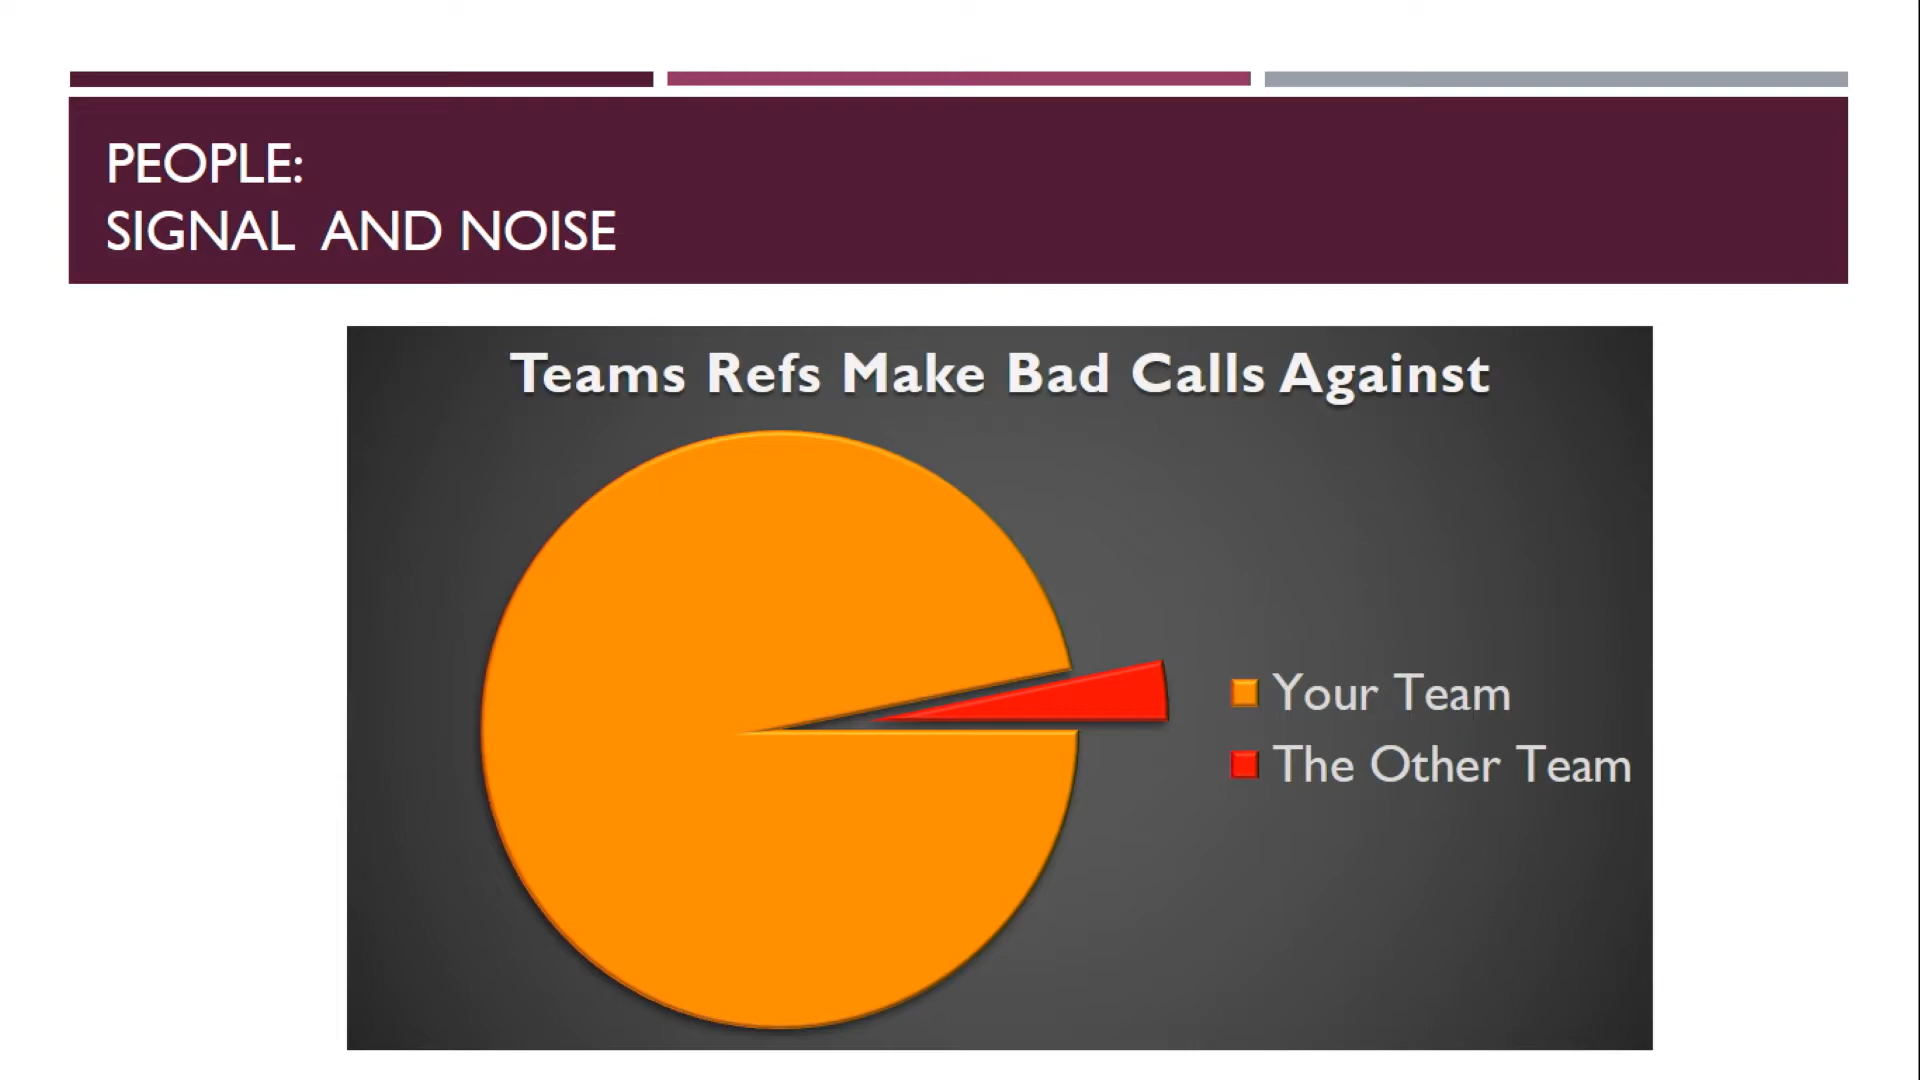 PEOPLE:
SIGNAL AND NOISE
Teams Refs Make Bad Calls Against
Your Team
The Other Team